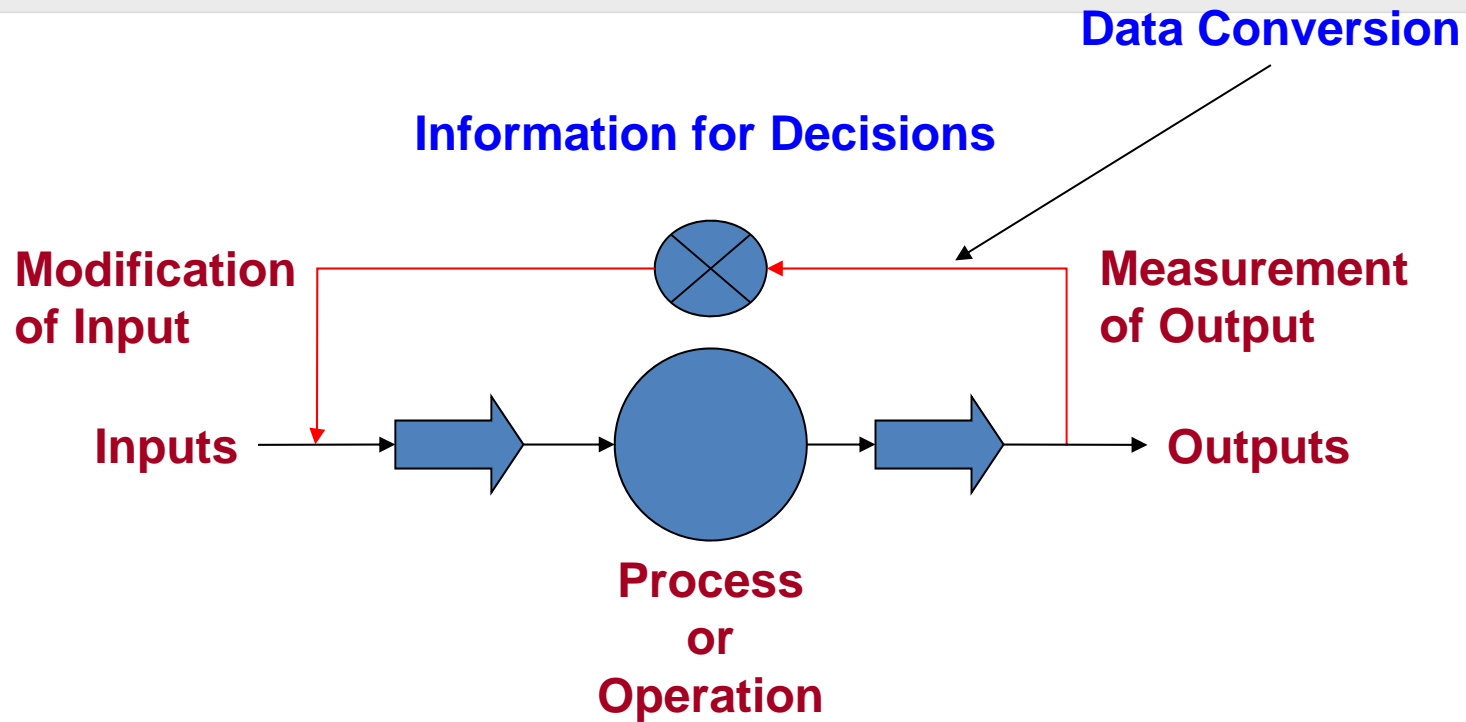 Data Conversion
Information for Decisions
Modification
of Input
Measurement
of Output
Inputs
Outputs
Process
or
Operation